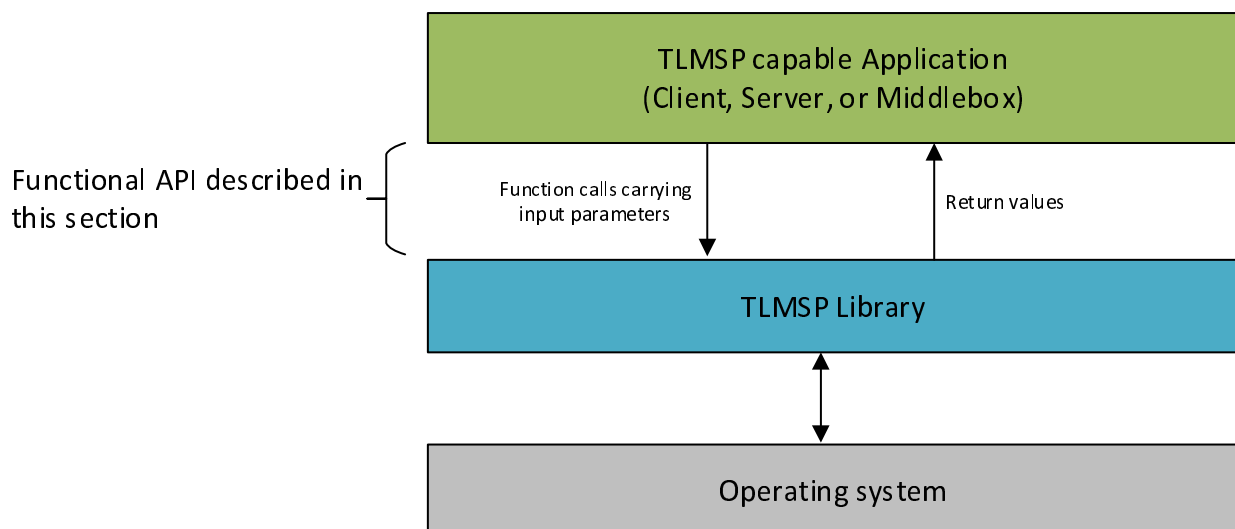 TLMSP capable Application
(Client, Server, or Middlebox)
Functional API described in
this section
Function calls carrying
input parameters
Return values
TLMSP Library
Operating system